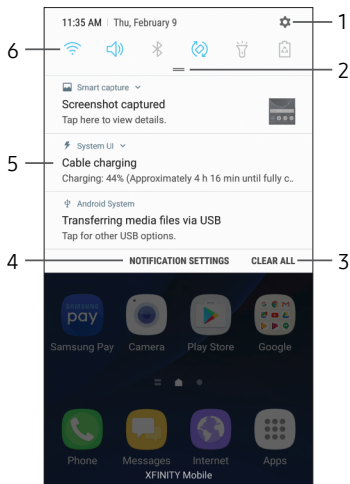 11:35 AM | Thu, February 9
1
6
2
Smart capture
Screenshot captured
Tap here to view details.
System UI
5
Cable charging
Charging: 44% (Approximately 4 h 16 min until fully c..
Android System
Transferring media files via USB
Tap for other USB options.
4
NOTIFICATION SETTINGS
CLEAR ALL
3
SAMSUNG
pay
G
Samsung Pay
Camera
Play Store
Google
Phone
Messages
Internet
Apps
XFINITY Mobile